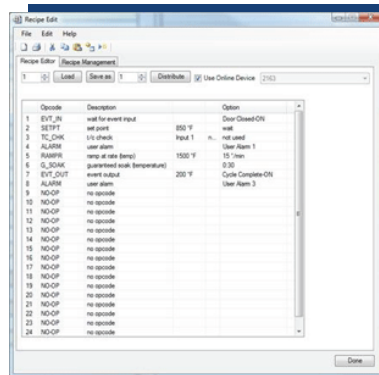 Recipe Edit
File Edit Help
Recipe Editor Recipe Management
1 Load Save as 1 Distribute Use Online Device 2163
Opcode Description Option
1 EVT_IN wait for event input Door Closed-ON
2 SETPT set point 850 °F wait
3 TC_CHK t/c check Input 1 n... not used
4 ALARM user alarm User Alarm 1
5 RAMPR ramp at rate (temp) 1500 °F 15 °/min
6 G_SOAK guaranteed soak (temperature) 0:30
7 EVT_OUT event output 200 °F Cycle Complete-ON
8 ALARM user alarm User Alarm 3
9 NO-OP no opcode
10 NO-OP no opcode
11 NO-OP no opcode
12 NO-OP no opcode
13 NO-OP no opcode
14 NO-OP no opcode
15 NO-OP no opcode
16 NO-OP no opcode
17 NO-OP no opcode
18 NO-OP no opcode
19 NO-OP no opcode
20 NO-OP no opcode
21 NO-OP no opcode
22 NO-OP no opcode
23 NO-OP no opcode
24 NO-OP no opcode
Done